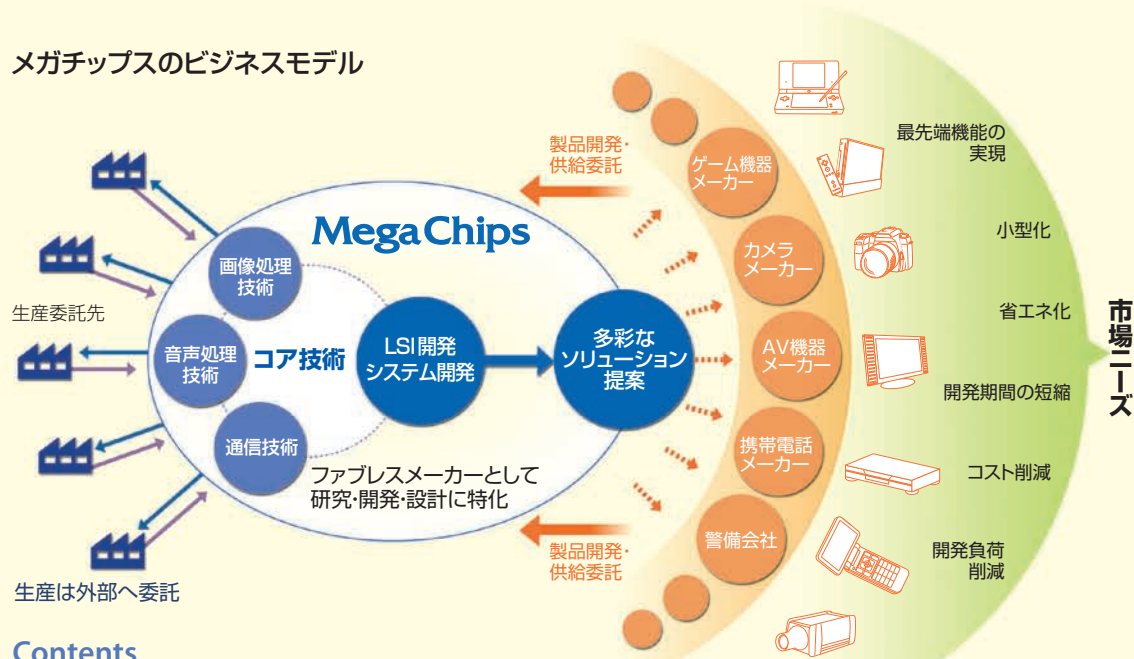 メガチップスのビジネスモデル
生産委託先
生産は外部へ委託
MegaChips
画像処理
技術
音声処理
技術
通信技術
コア技術
LSI開発
システム開発
多彩な
ソリューション
提案
ファブレスメーカーとして
研究・開発・設計に特化
製品開発・
供給委託
製品開発・
供給委託
ゲーム機器
メーカー
カメラ
メーカー
AV機器
メーカー
携帯電話
メーカー
警備会社
最先端機能の
実現
小型化
省エネ化
開発期間の短縮
コスト削減
開発負荷
削減
市場ニーズ
Contents